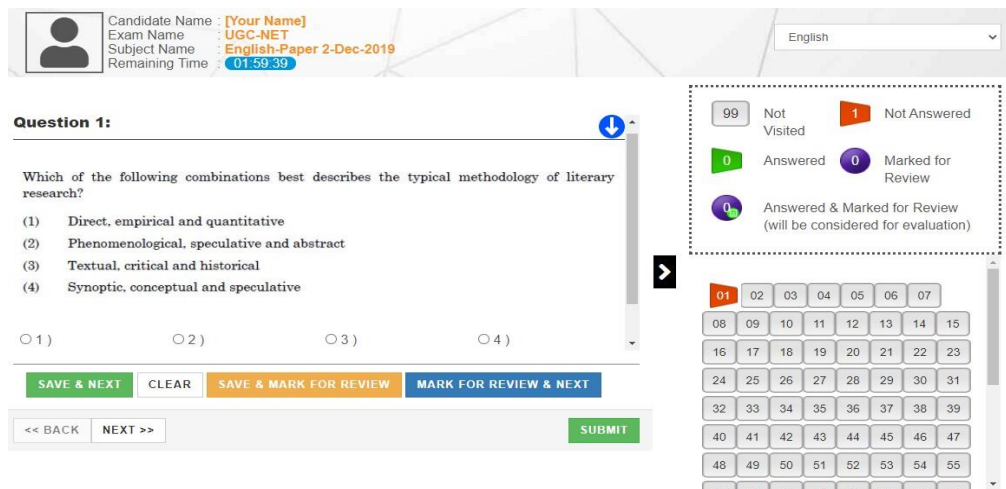 Candidate Name : [Your Name]
Exam Name : UGC-NET
Subject Name : English-Paper 2-Dec-2019
Remaining Time : 01:59:39
English
Question 1:
Which of the following combinations best describes the typical methodology of literary
research?
(1) Direct, empirical and quantitative
(2) Phenomenological, speculative and abstract
(3) Textual, critical and historical
(4) Synoptic, conceptual and speculative
1 ) 2 ) 3 ) 4 )
SAVE & NEXT CLEAR SAVE & MARK FOR REVIEW MARK FOR REVIEW & NEXT
<< BACK NEXT >> SUBMIT
99 Not Visited 1 Not Answered
0 Answered 0 Marked for Review
0 Answered & Marked for Review
(will be considered for evaluation)
01 02 03 04 05 06 07
08 09 10 11 12 13 14 15
16 17 18 19 20 21 22 23
24 25 26 27 28 29 30 31
32 33 34 35 36 37 38 39
40 41 42 43 44 45 46 47
48 49 50 51 52 53 54 55